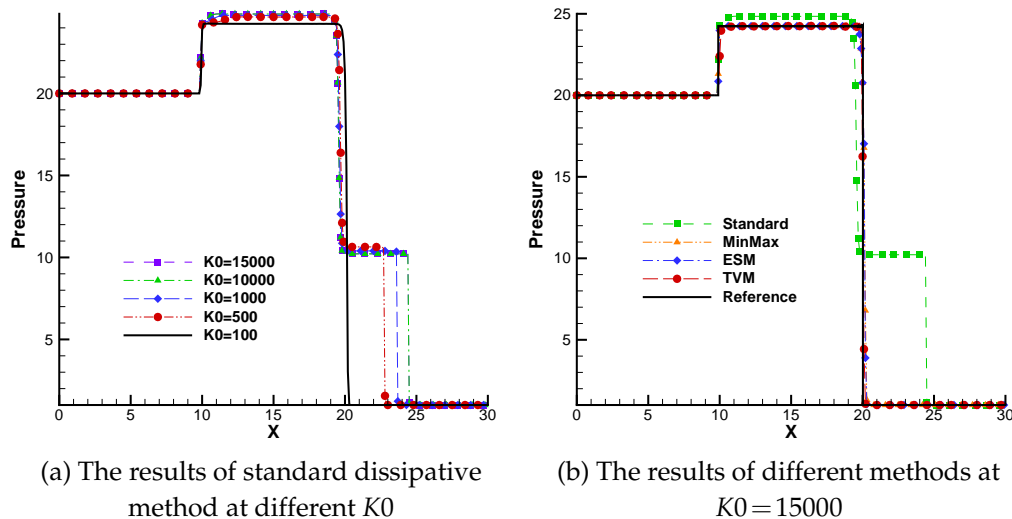 Pressure
20
15
10
5
0
5
10
15
20
25
30
X
K0=15000
K0=10000
K0=1000
K0=500
K0=100
(a) The results of standard dissipative
method at different K0
Pressure
25
20
15
10
5
0
5
10
15
20
25
30
X
Standard
MinMax
ESM
TVM
Reference
(b) The results of different methods at
K0 = 15000